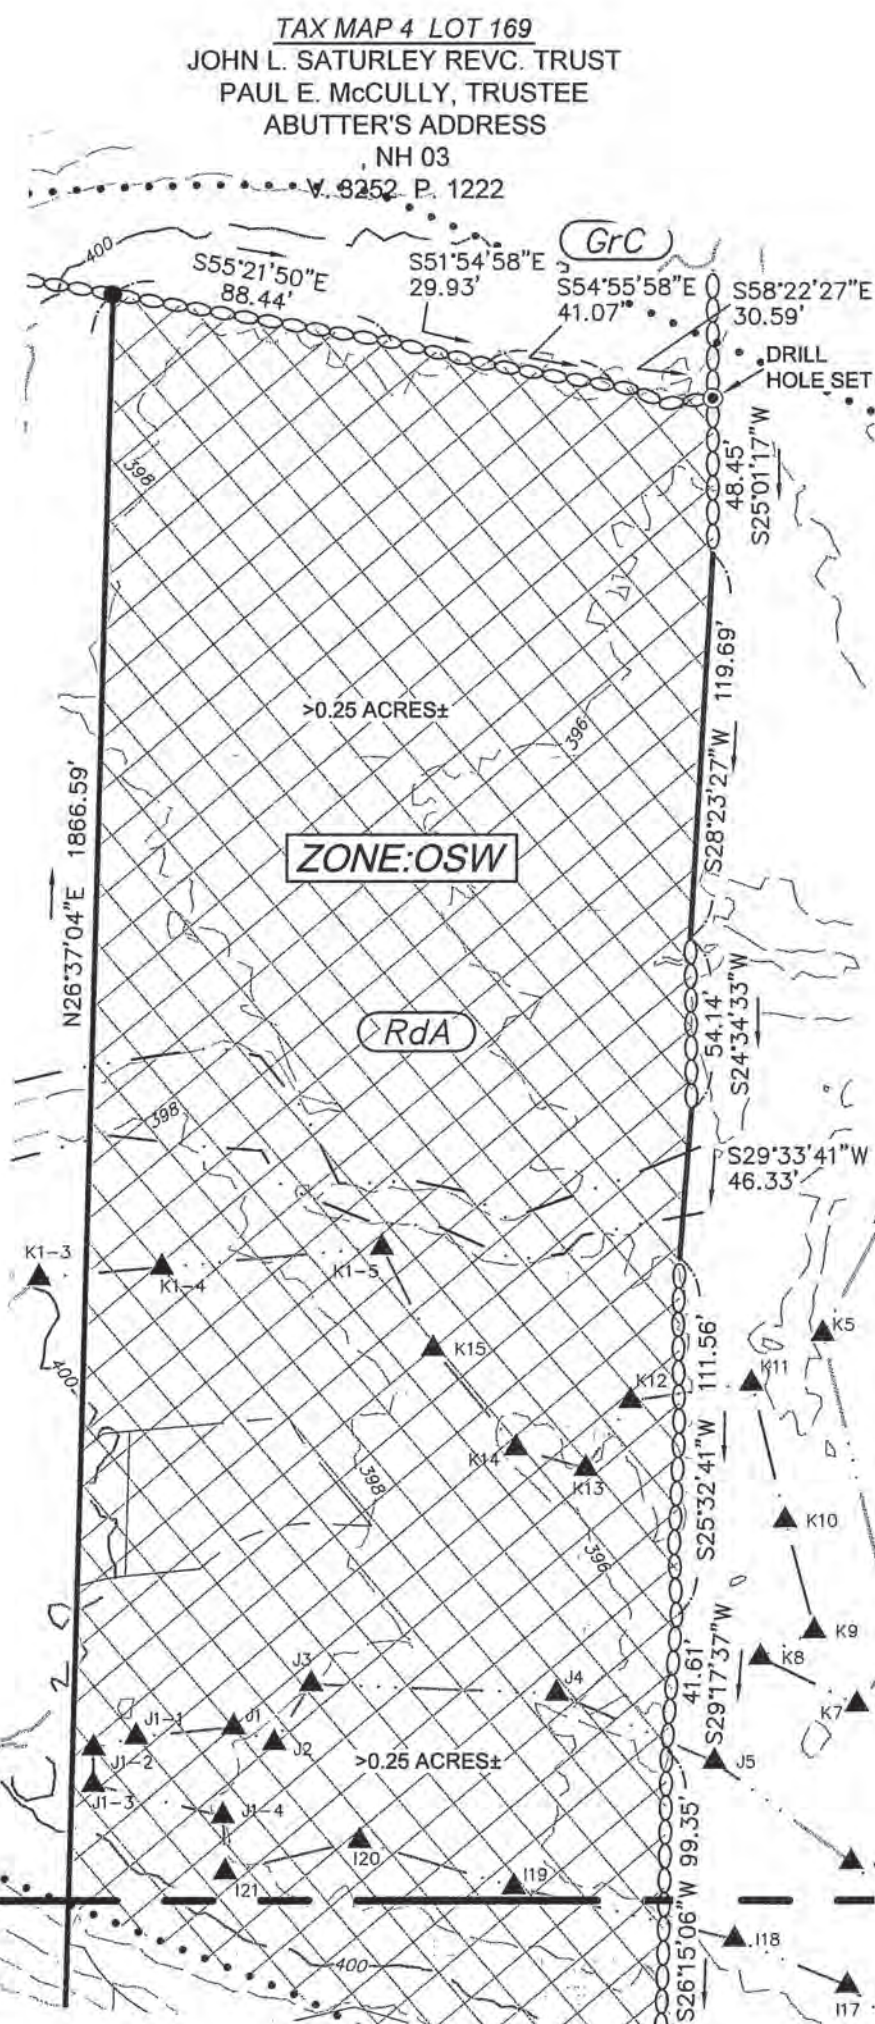 TAX MAP 4 LOT 169
JOHN L. SATURLEY REVC. TRUST
PAUL E. McCULLY, TRUSTEE
ABUTTER'S ADDRESS
, NH 03
V. 3252 P. 1222
GrC
400
S55°21'50"E
88.44'
S51°54'58"E
29.93'
S54°55'58"E
41.07'
S58°22'27"E
30.59'
DRILL
HOLE SET
48.45'
S25°01'17"W
398
119.69'
S28°23'27"W
>0.25 ACRES±
396
N26°37'04"E 1866.59'
ZONE:OSW
RdA
54.14'
S24°34'33"W
398
S29°33'41"W
46.33'
K1-3
K1-4
K1-5
K15
K5
K12
K11
400
111.56'
S25°32'41"W
K14
K13
398
K10
396
K9
K8
K7
41.61'
S29°17'37"W
20
J3
J4
J1-1
J1
J2
J1-2
J1-3
J1-4
>0.25 ACRES±
J5
I20
I21
I19
S26°15'06"W 99.35'
I18
400
I17